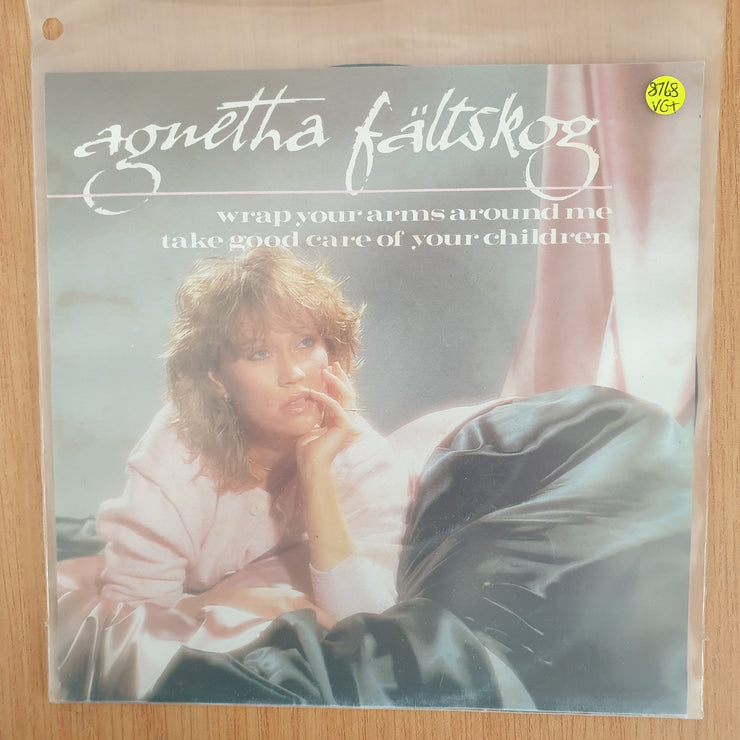 agnetha fältskog
wrap your arms around me
take good care of your children
8768
VG+